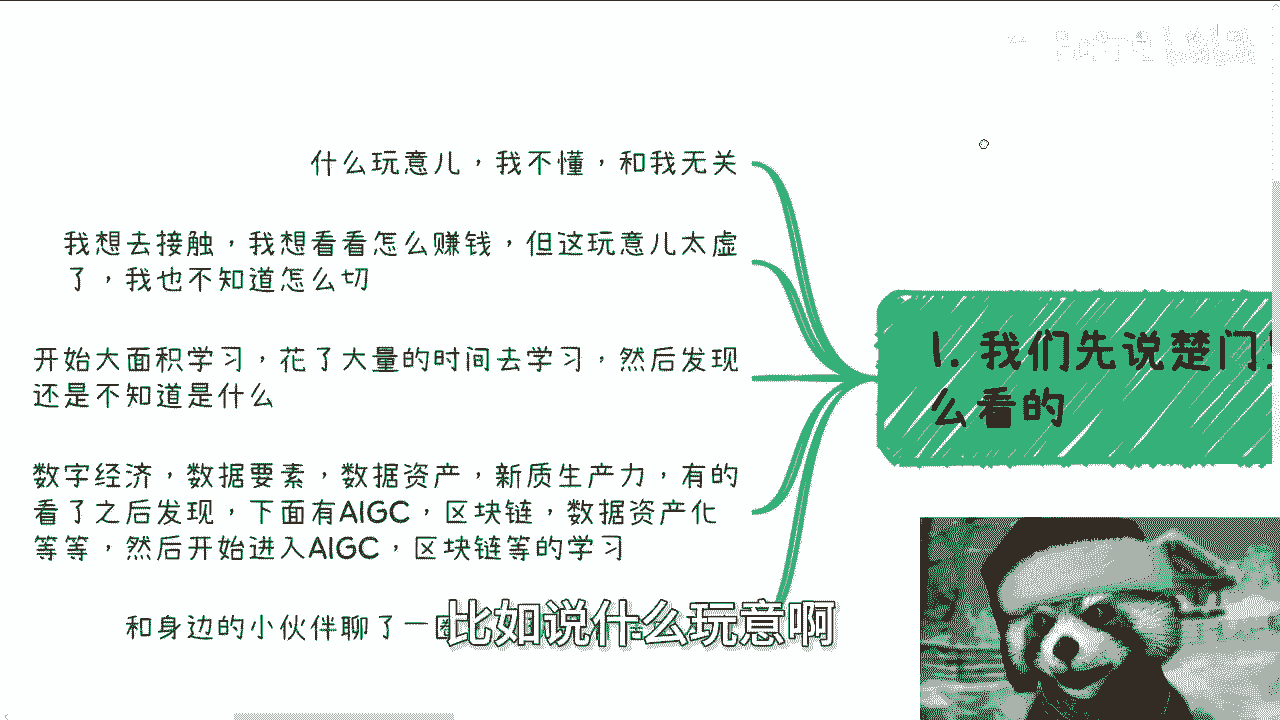 什么玩意儿，我不懂，和我无关
我想去接触，我想看看怎么赚钱，但这玩意儿太虚
了，我也不知道怎么切
开始大面积学习，花了大量的时间去学习，然后发现
还是不知道是什么
1. 我们先说楚门
么看的
数字经济，数据要素，数据资产，新质生产力，有的
看了之后发现，下面有AIGC，区块链，数据资产化
等等，然后开始进入AIGC，区块链等的学习
和身边的小伙伴聊了一
比如说什么玩意啊